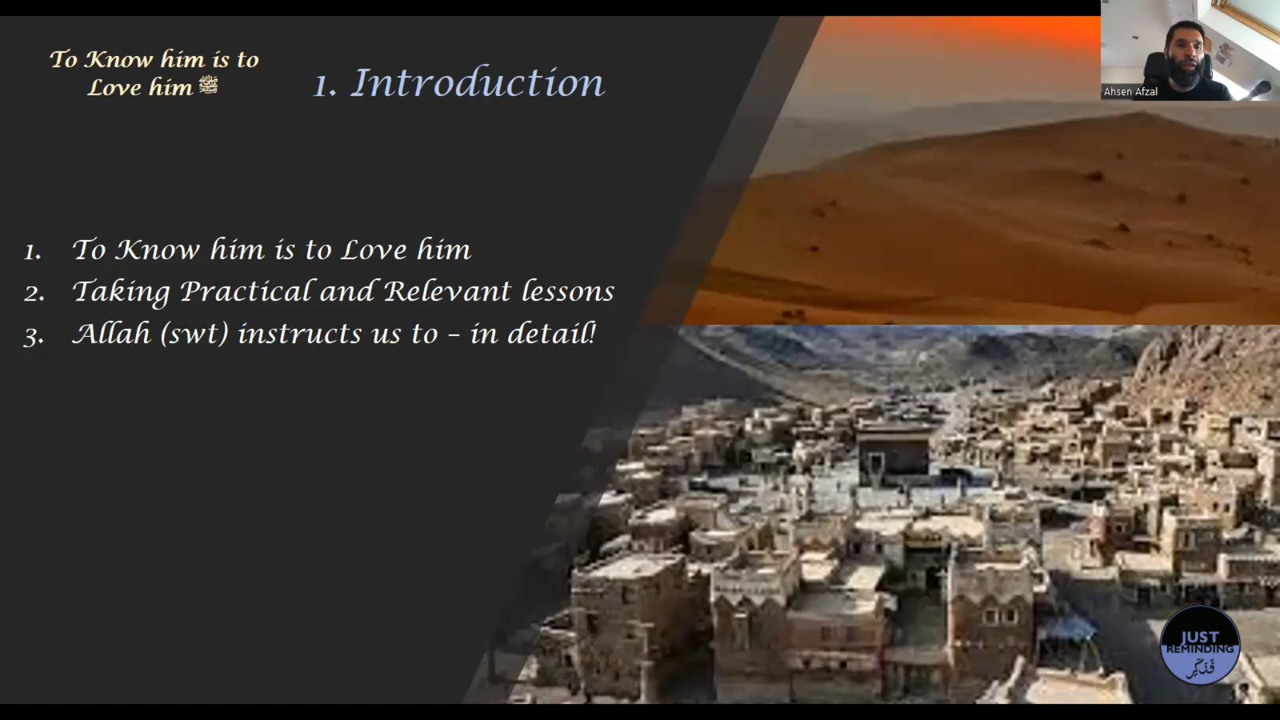 To Know him is to
Love him ﷺ
1. Introduction
Ahsen Afzal
1. To Know him is to Love him
2. Taking Practical and Relevant lessons
3. Allah (swt) instructs us to – in detail!
JUST
REMINDING
فَذَكِّرْ